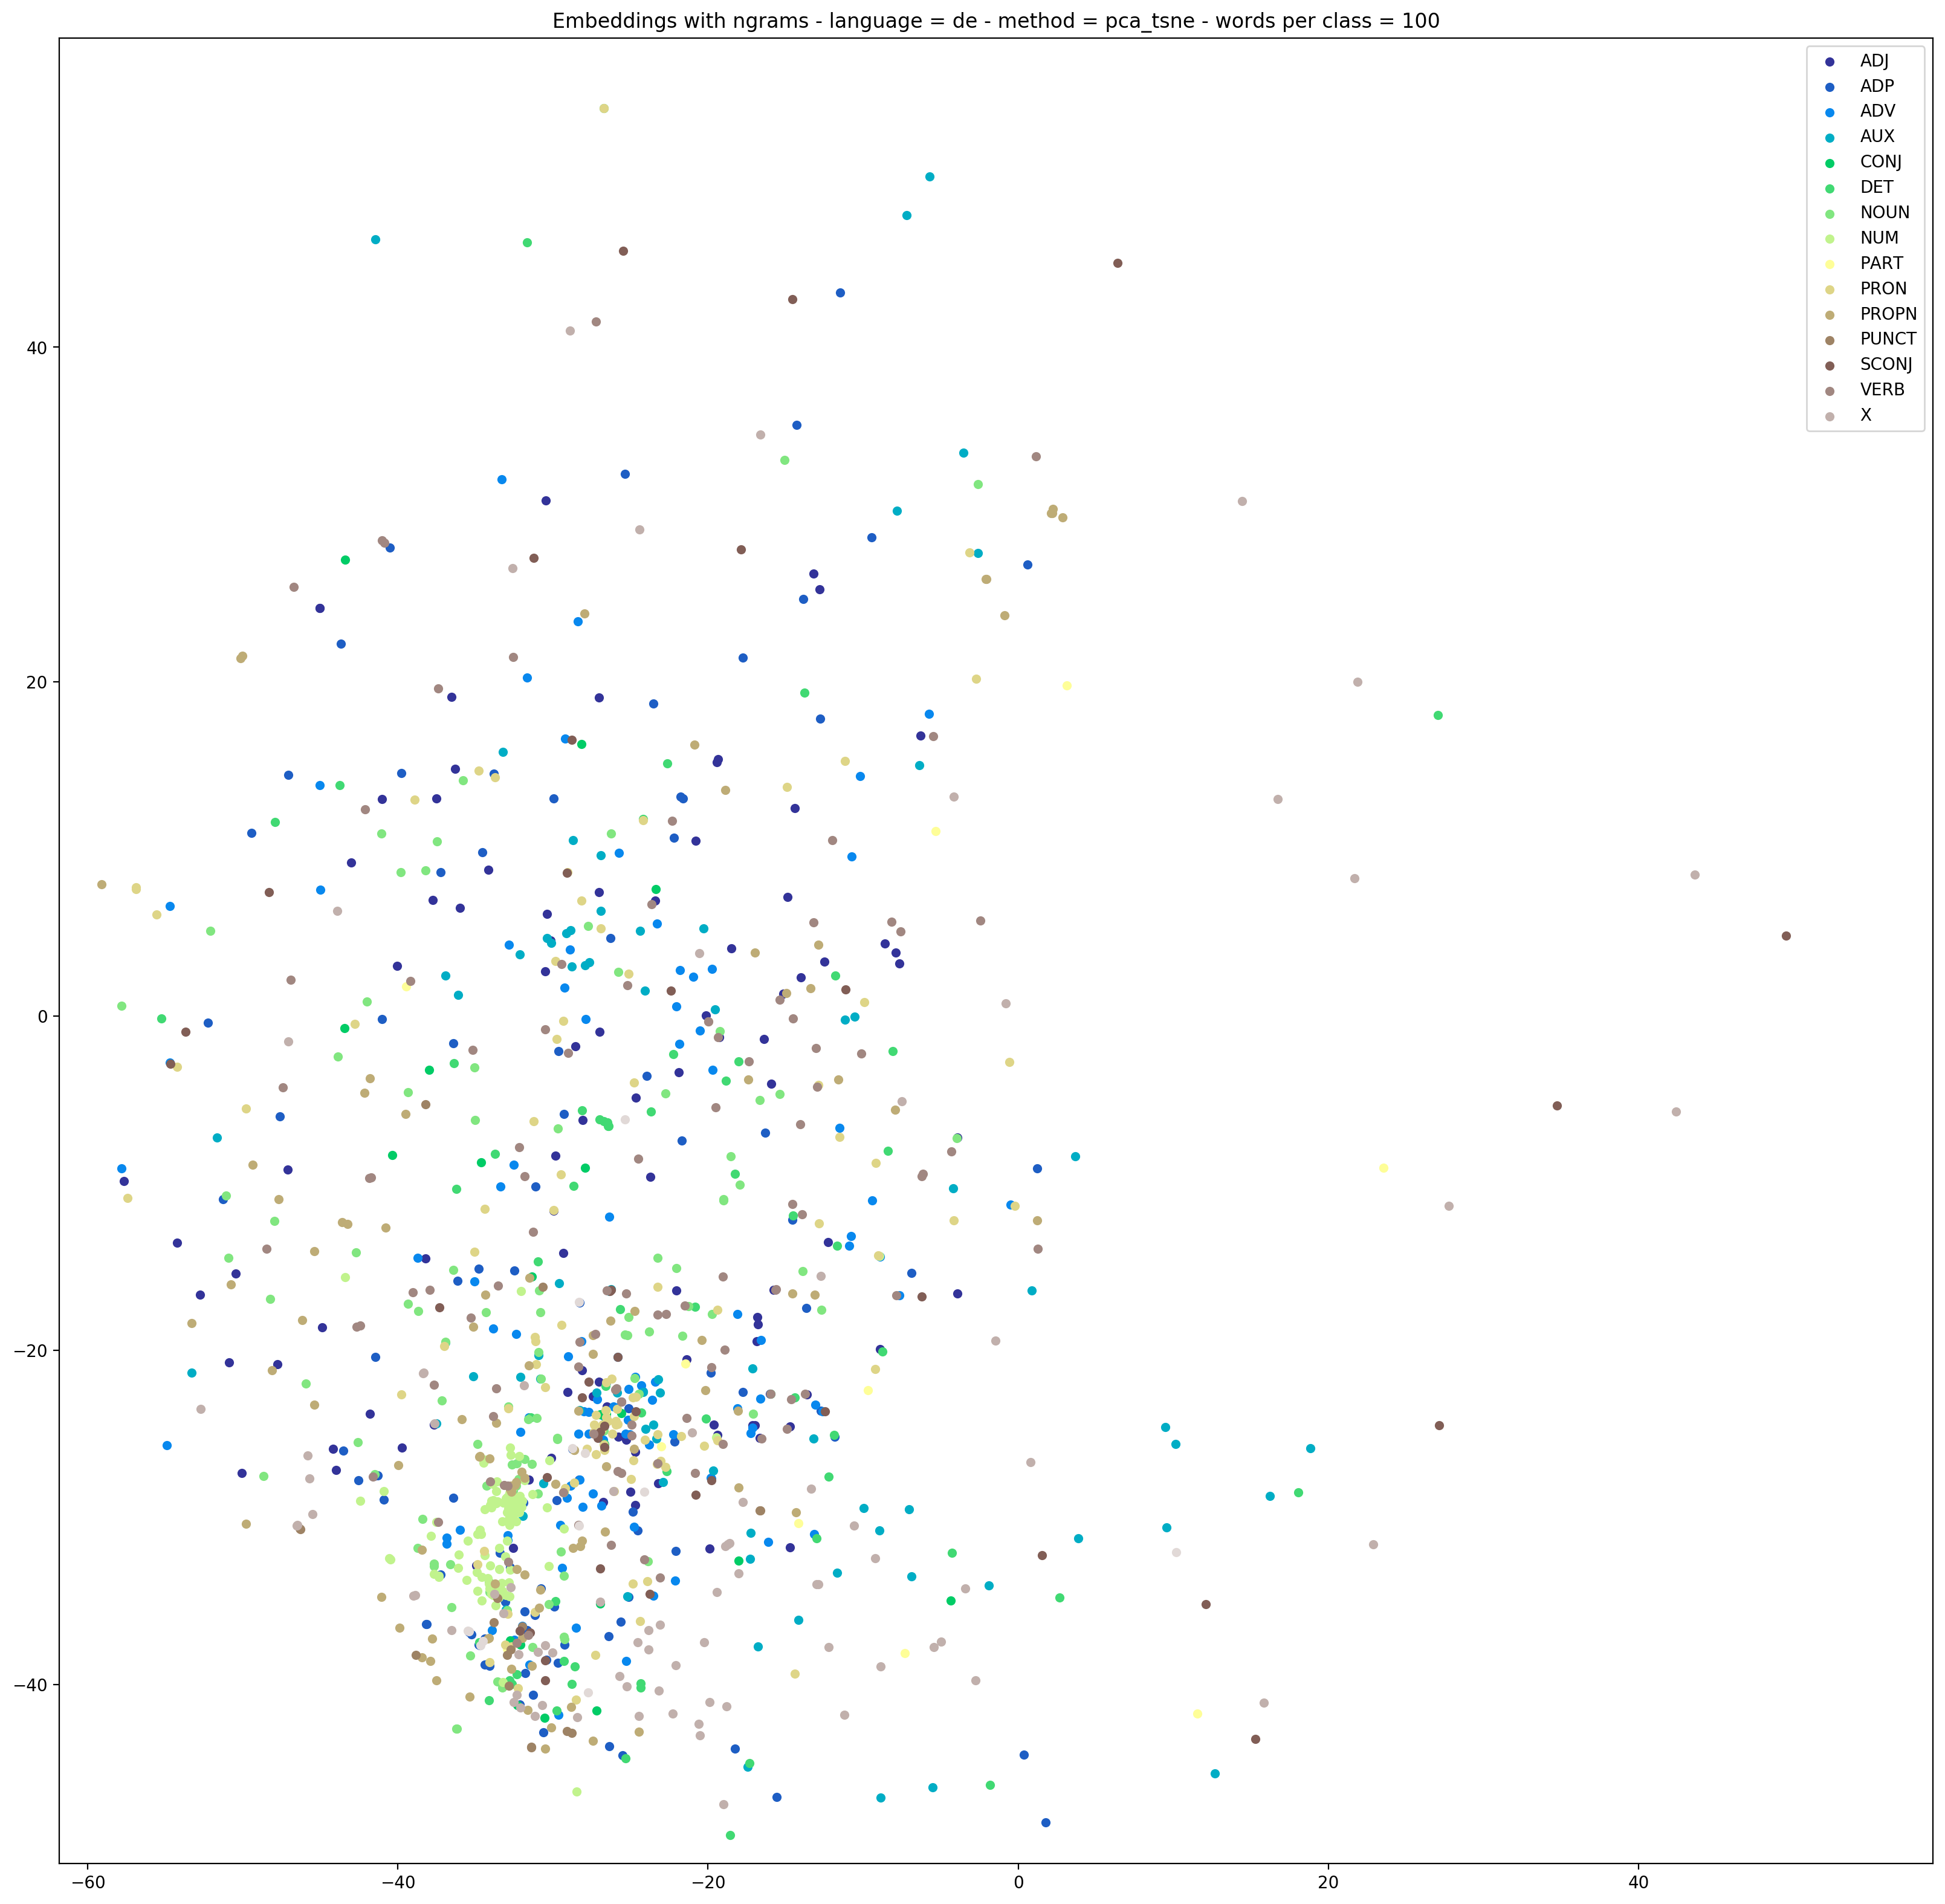 Embeddings with ngrams - language = de - method = pca_tsne - words per class = 100
ADJ
ADP
ADV
AUX
CONJ
DET
NOUN
NUM
PART
PRON
PROPN
PUNCT
SCONJ
VERB
X
40
20
0
−20
−40
−60 −40 −20 0 20 40